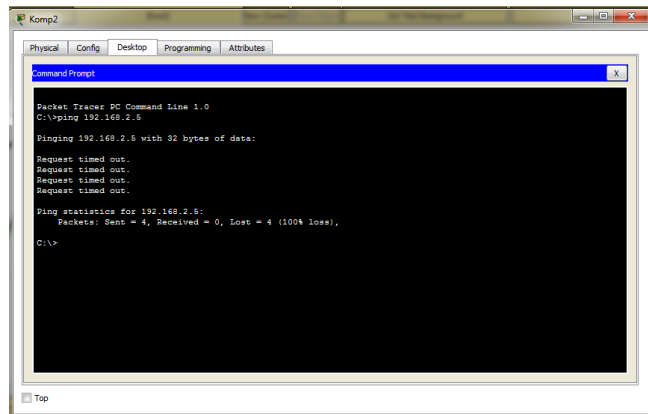 Komp2
Physical Config Desktop Programming Attributes
Command Prompt X
Packet Tracer PC Command Line 1.0
C:\>ping 192.168.2.5
Pinging 192.168.2.5 with 32 bytes of data:
Request timed out.
Request timed out.
Request timed out.
Request timed out.
Ping statistics for 192.168.2.5:
Packets: Sent = 4, Received = 0, Lost = 4 (100% loss),
C:\>
Top